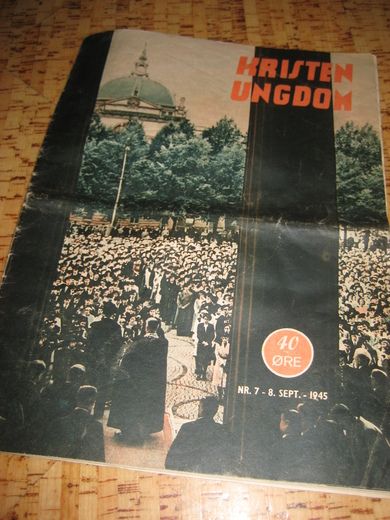 KRISTEN
UNGDOM
40
ØRE
NR. 7 - 8. SEPT. - 1945